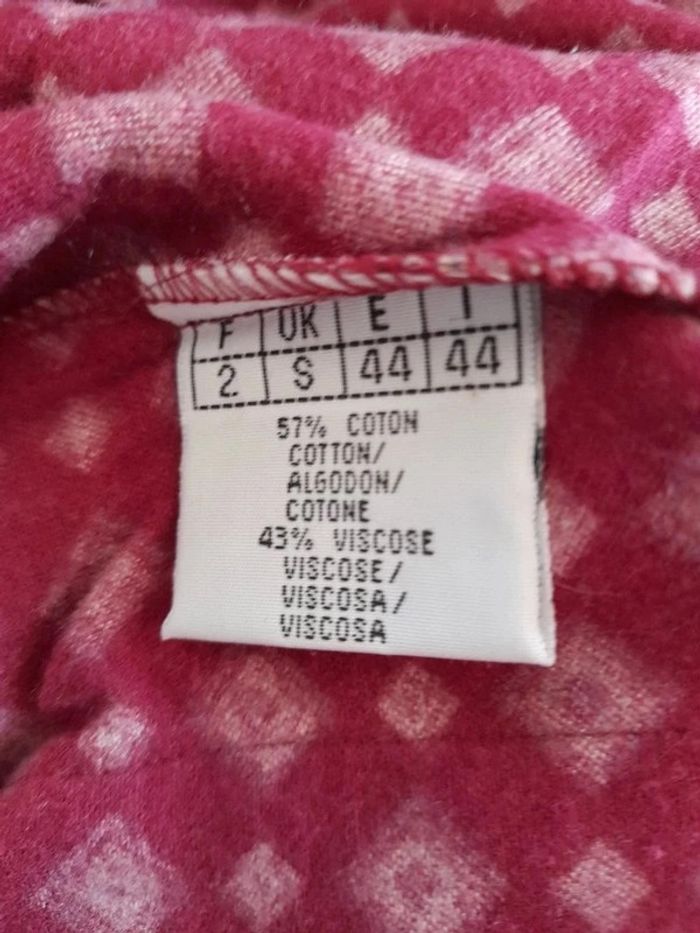 F UK E I
2 S 44 44
57% COTON
COTTON/
ALGODON/
COTONE
43% VISCOSE
VISCOSE/
VISCOSA/
VISCOSA